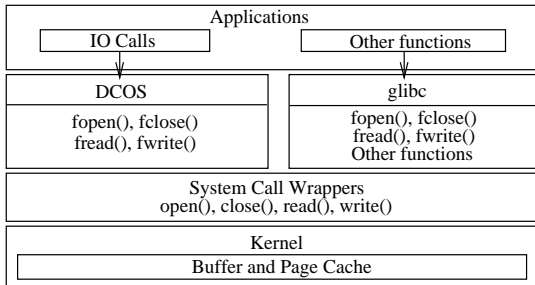 Applications
IO Calls
Other functions
DCOS
fopen(), fclose()
fread(), fwrite()
glibc
fopen(), fclose()
fread(), fwrite()
Other functions
System Call Wrappers
open(), close(), read(), write()
Kernel
Buffer and Page Cache